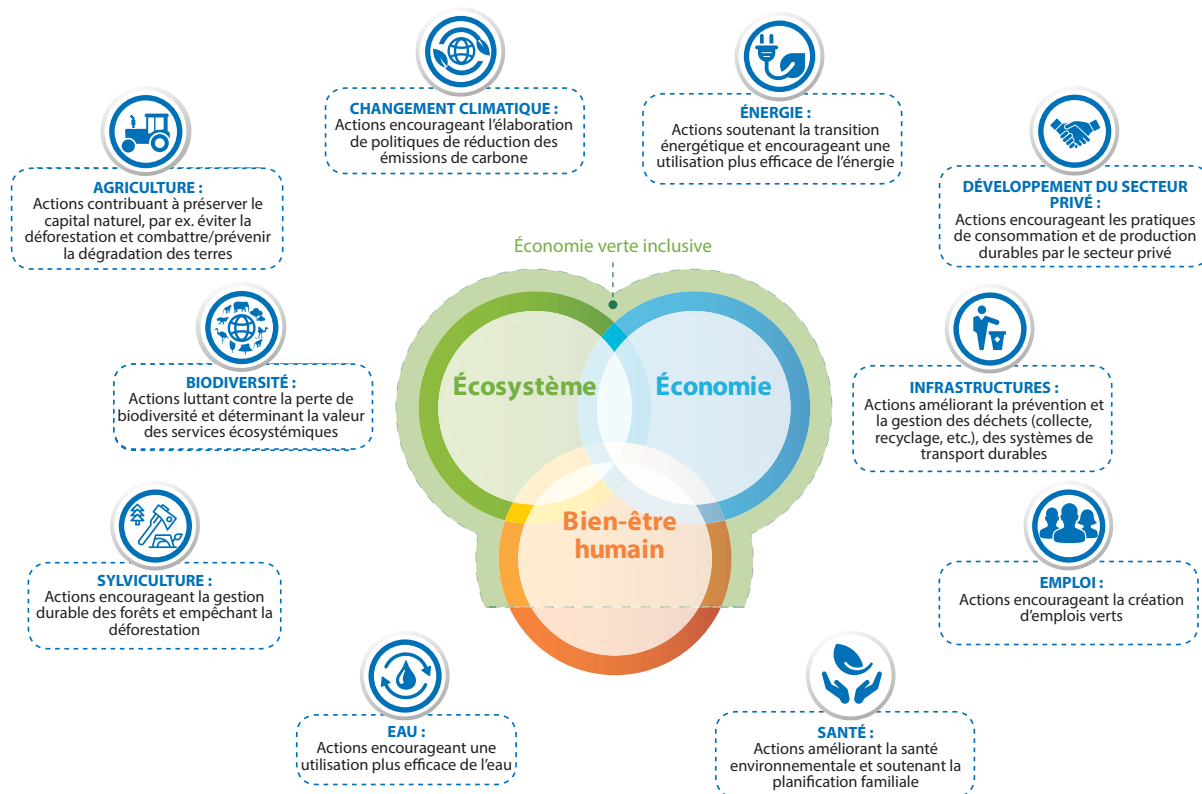 CHANGEMENT CLIMATIQUE :
Actions encourageant l’élaboration
de politiques de réduction des
émissions de carbone
ÉNERGIE :
Actions soutenant la transition
énergétique et encourageant une
utilisation plus efficace de l’énergie
AGRICULTURE :
Actions contribuant à préserver le
capital naturel, par ex. éviter la
déforestation et combattre/prévenir
la dégradation des terres
DÉVELOPPEMENT DU SECTEUR
PRIVÉ :
Actions encourageant les pratiques
de consommation et de production
durables par le secteur privé
Économie verte inclusive
BIODIVERSITÉ :
Actions luttant contre la perte de
biodiversité et déterminant la valeur
des services écosystémiques
Écosystème
Économie
Bien-être
humain
INFRASTRUCTURES :
Actions améliorant la prévention et
la gestion des déchets (collecte,
recyclage, etc.), des systèmes de
transport durables
SYLVICULTURE :
Actions encourageant la gestion
durable des forêts et empêchant la
déforestation
EMPLOI :
Actions encourageant la création
d’emplois verts
EAU :
Actions encourageant une
utilisation plus efficace de l’eau
SANTÉ :
Actions améliorant la santé
environnementale et soutenant la
planification familiale